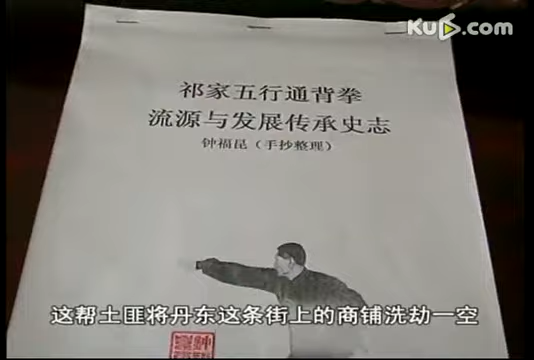 Ku6.com
祁家五行通背拳
流源与发展传承史志
钟福昆（手抄整理）
这帮土匪将丹东这条街上的商铺洗劫一空